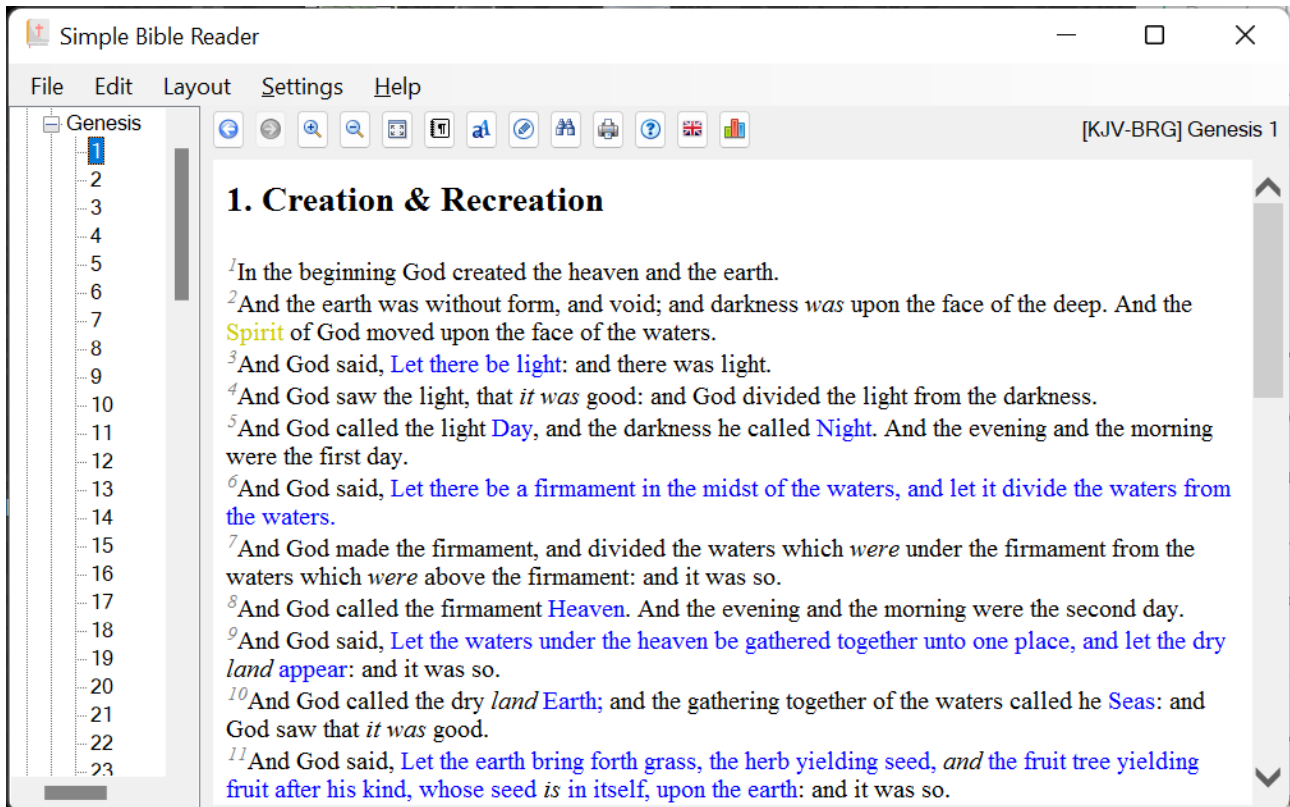 Simple Bible Reader
File Edit Layout Settings Help
Genesis
1
2
3
4
5
6
7
8
9
10
11
12
13
14
15
16
17
18
19
20
21
22
23
[KJV-BRG] Genesis 1
1. Creation & Recreation
1In the beginning God created the heaven and the earth.
2And the earth was without form, and void; and darkness was upon the face of the deep. And the
Spirit of God moved upon the face of the waters.
3And God said, Let there be light: and there was light.
4And God saw the light, that it was good: and God divided the light from the darkness.
5And God called the light Day, and the darkness he called Night. And the evening and the morning
were the first day.
6And God said, Let there be a firmament in the midst of the waters, and let it divide the waters from
the waters.
7And God made the firmament, and divided the waters which were under the firmament from the
waters which were above the firmament: and it was so.
8And God called the firmament Heaven. And the evening and the morning were the second day.
9And God said, Let the waters under the heaven be gathered together unto one place, and let the dry
land appear: and it was so.
10And God called the dry land Earth; and the gathering together of the waters called he Seas: and
God saw that it was good.
11And God said, Let the earth bring forth grass, the herb yielding seed, and the fruit tree yielding
fruit after his kind, whose seed is in itself, upon the earth: and it was so.